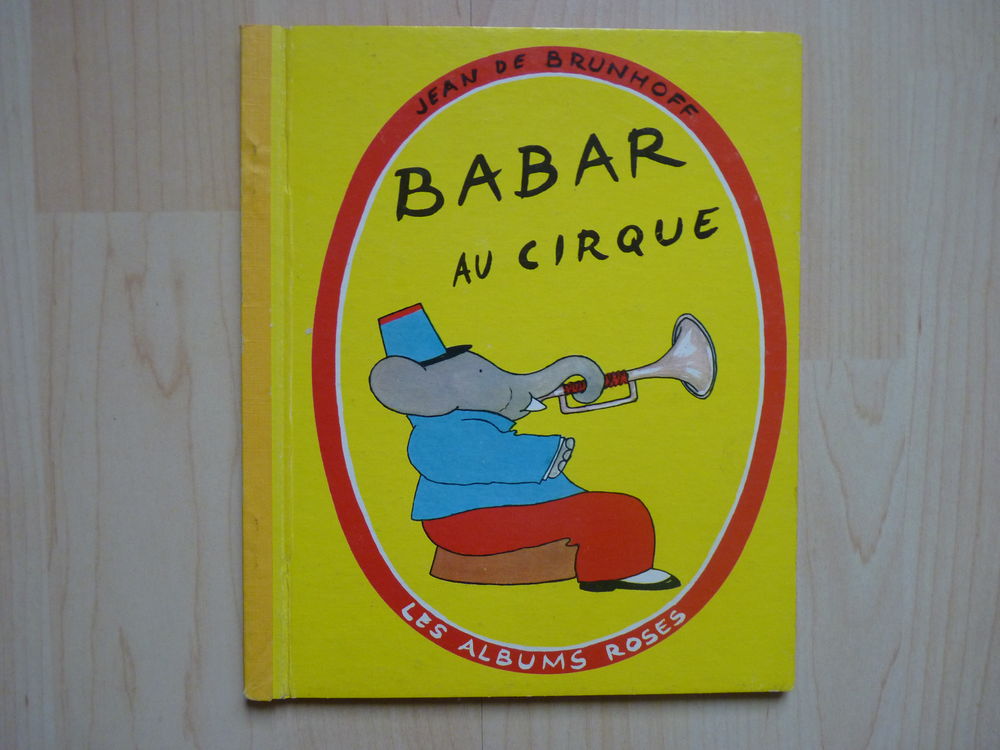 JEAN DE BRUNHOFF
BABAR
AU CIRQUE
LES ALBUMS ROSES